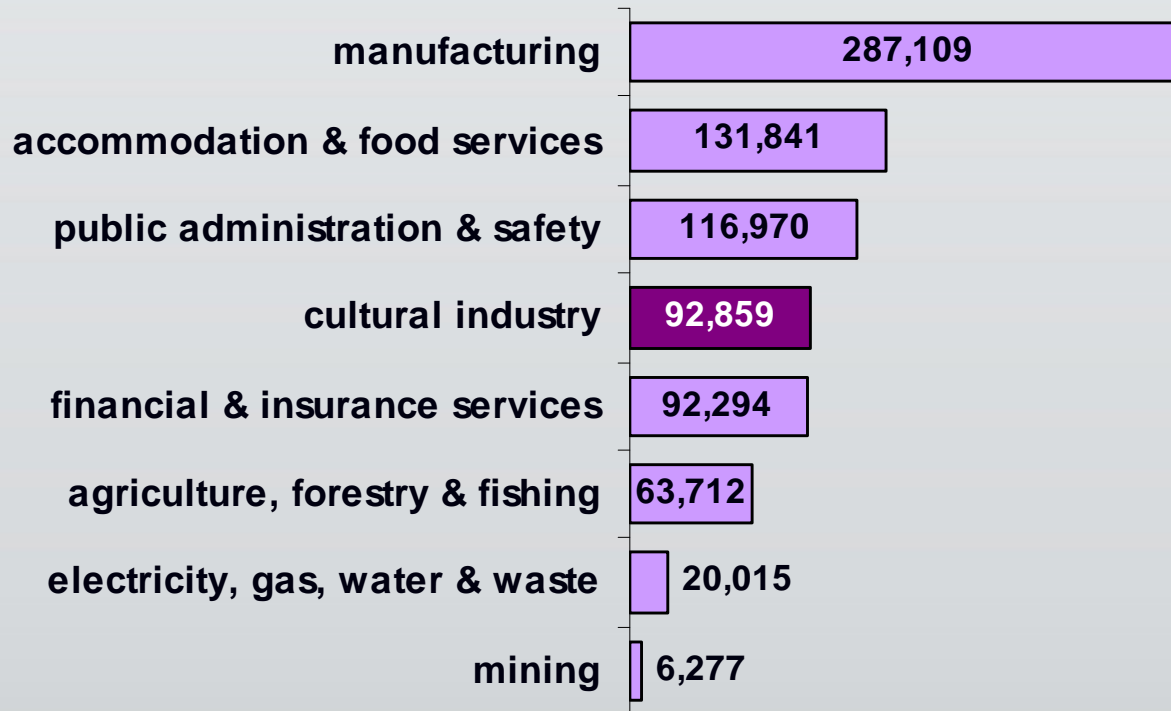 manufacturing 287,109
accommodation & food services 131,841
public administration & safety 116,970
cultural industry 92,859
financial & insurance services 92,294
agriculture, forestry & fishing 63,712
electricity, gas, water & waste 20,015
mining 6,277